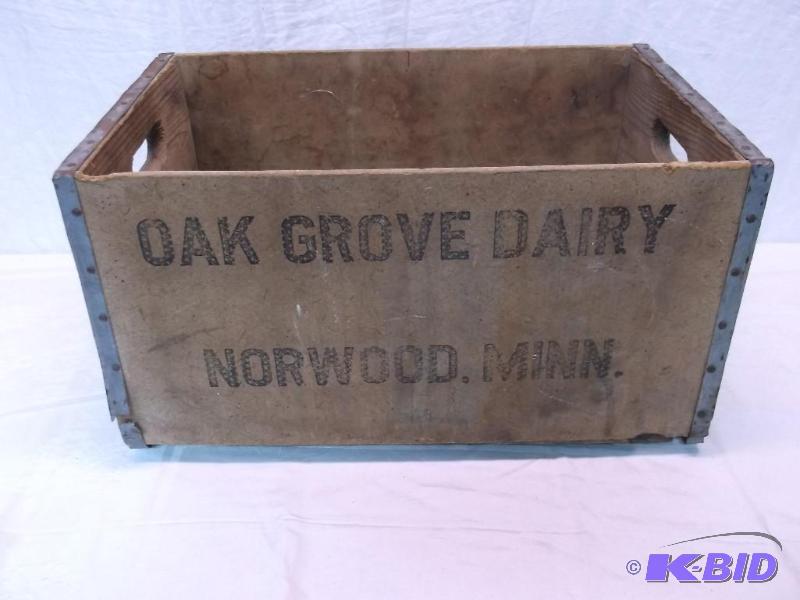 OAK GROVE DAIRY
NORWOOD. MINN.
© K-BID